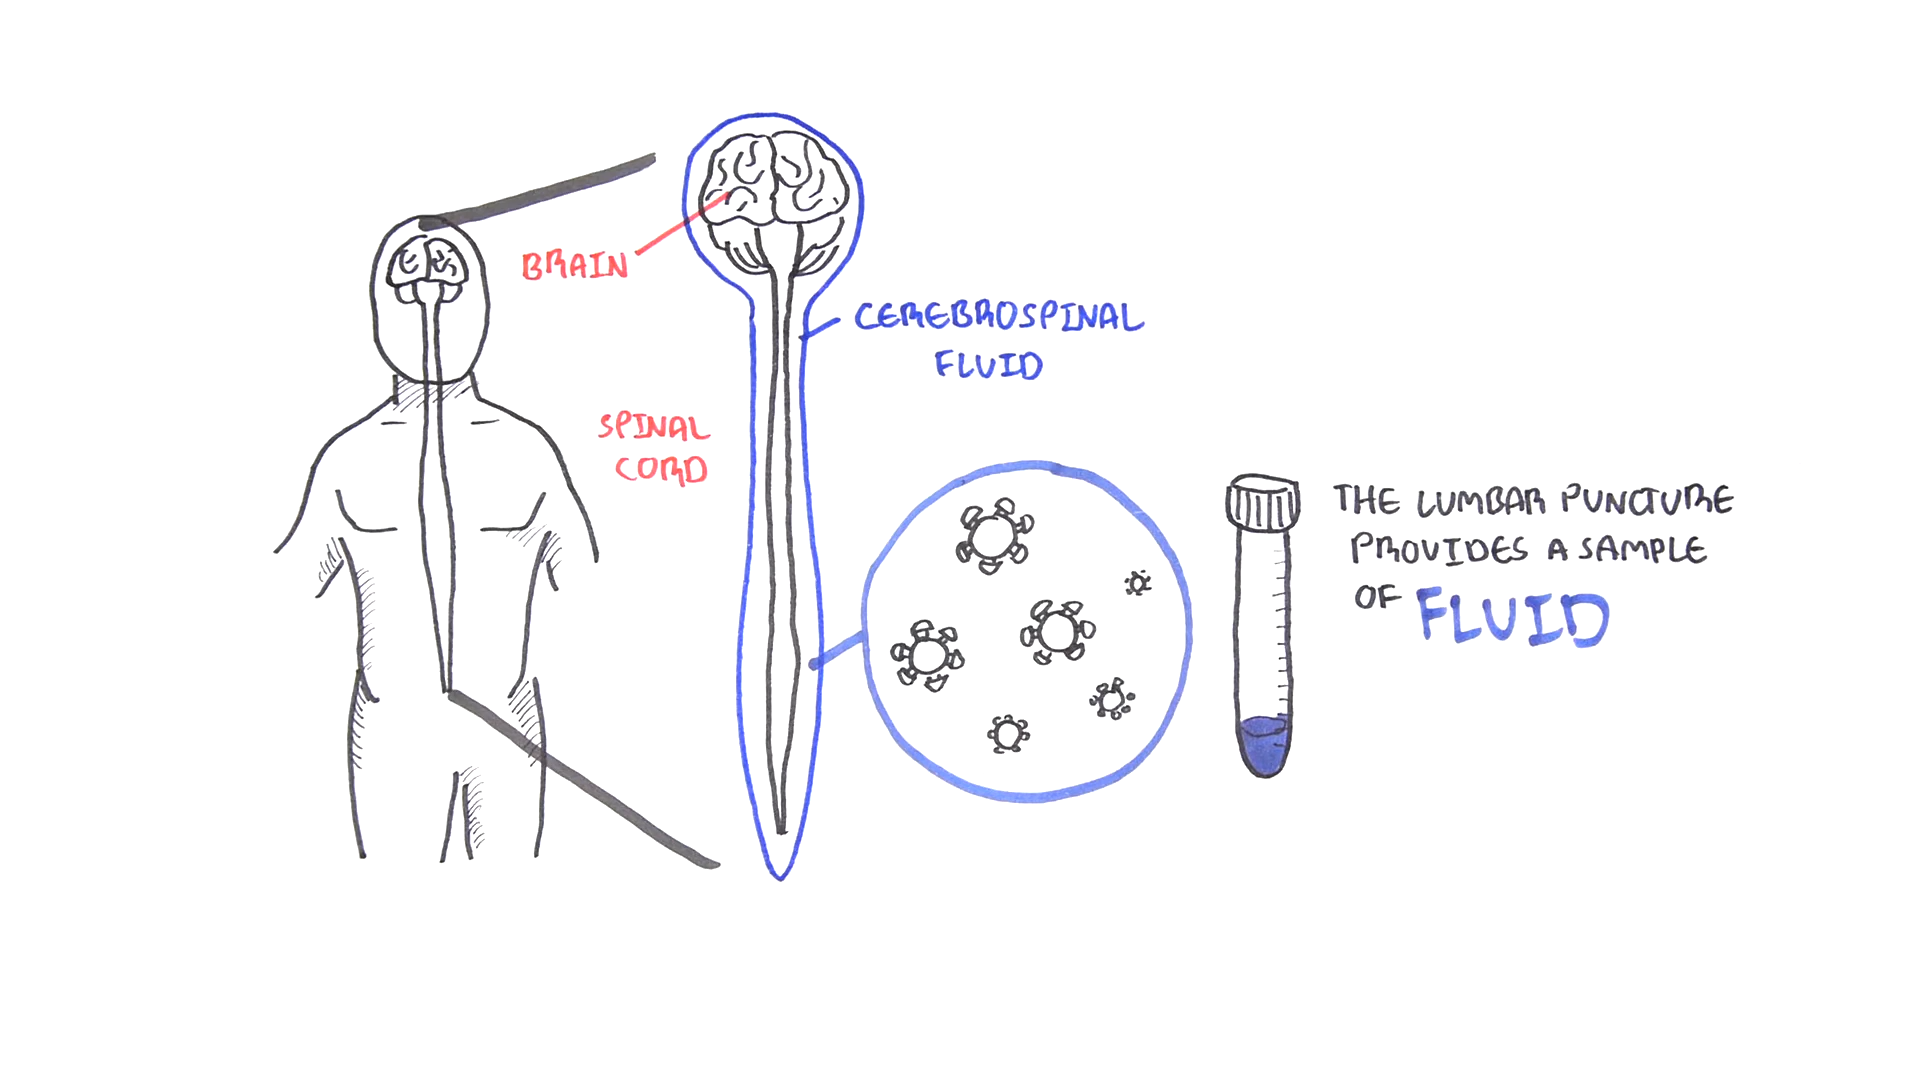 BRAIN
CEREBROSPINAL
FLUID
SPINAL
CORD
THE LUMBAR PUNCTURE
PROVIDES A SAMPLE
OF FLUID